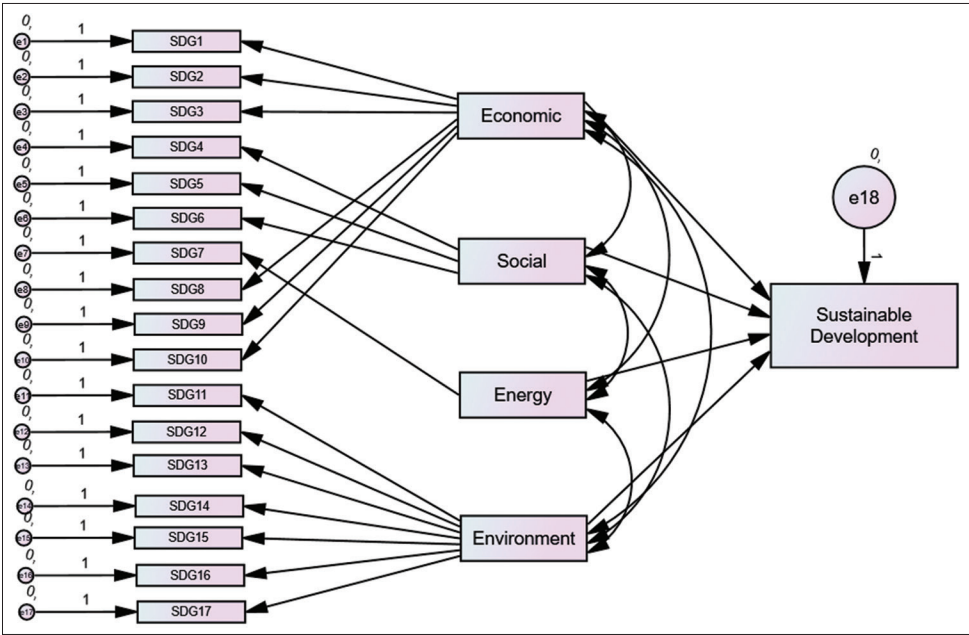 0,
e1
1
SDG1
0,
e2
1
SDG2
0,
e3
1
SDG3
0,
e4
1
SDG4
0,
e5
1
SDG5
0,
e6
1
SDG6
0,
e7
1
SDG7
0,
e8
1
SDG8
0,
e9
1
SDG9
0,
e10
1
SDG10
0,
e11
1
SDG11
0,
e12
1
SDG12
0,
e13
1
SDG13
0,
e14
1
SDG14
0,
e15
1
SDG15
0,
e16
1
SDG16
0,
e17
1
SDG17
Economic
Social
Energy
Environment
0,
e18
1
Sustainable
Development